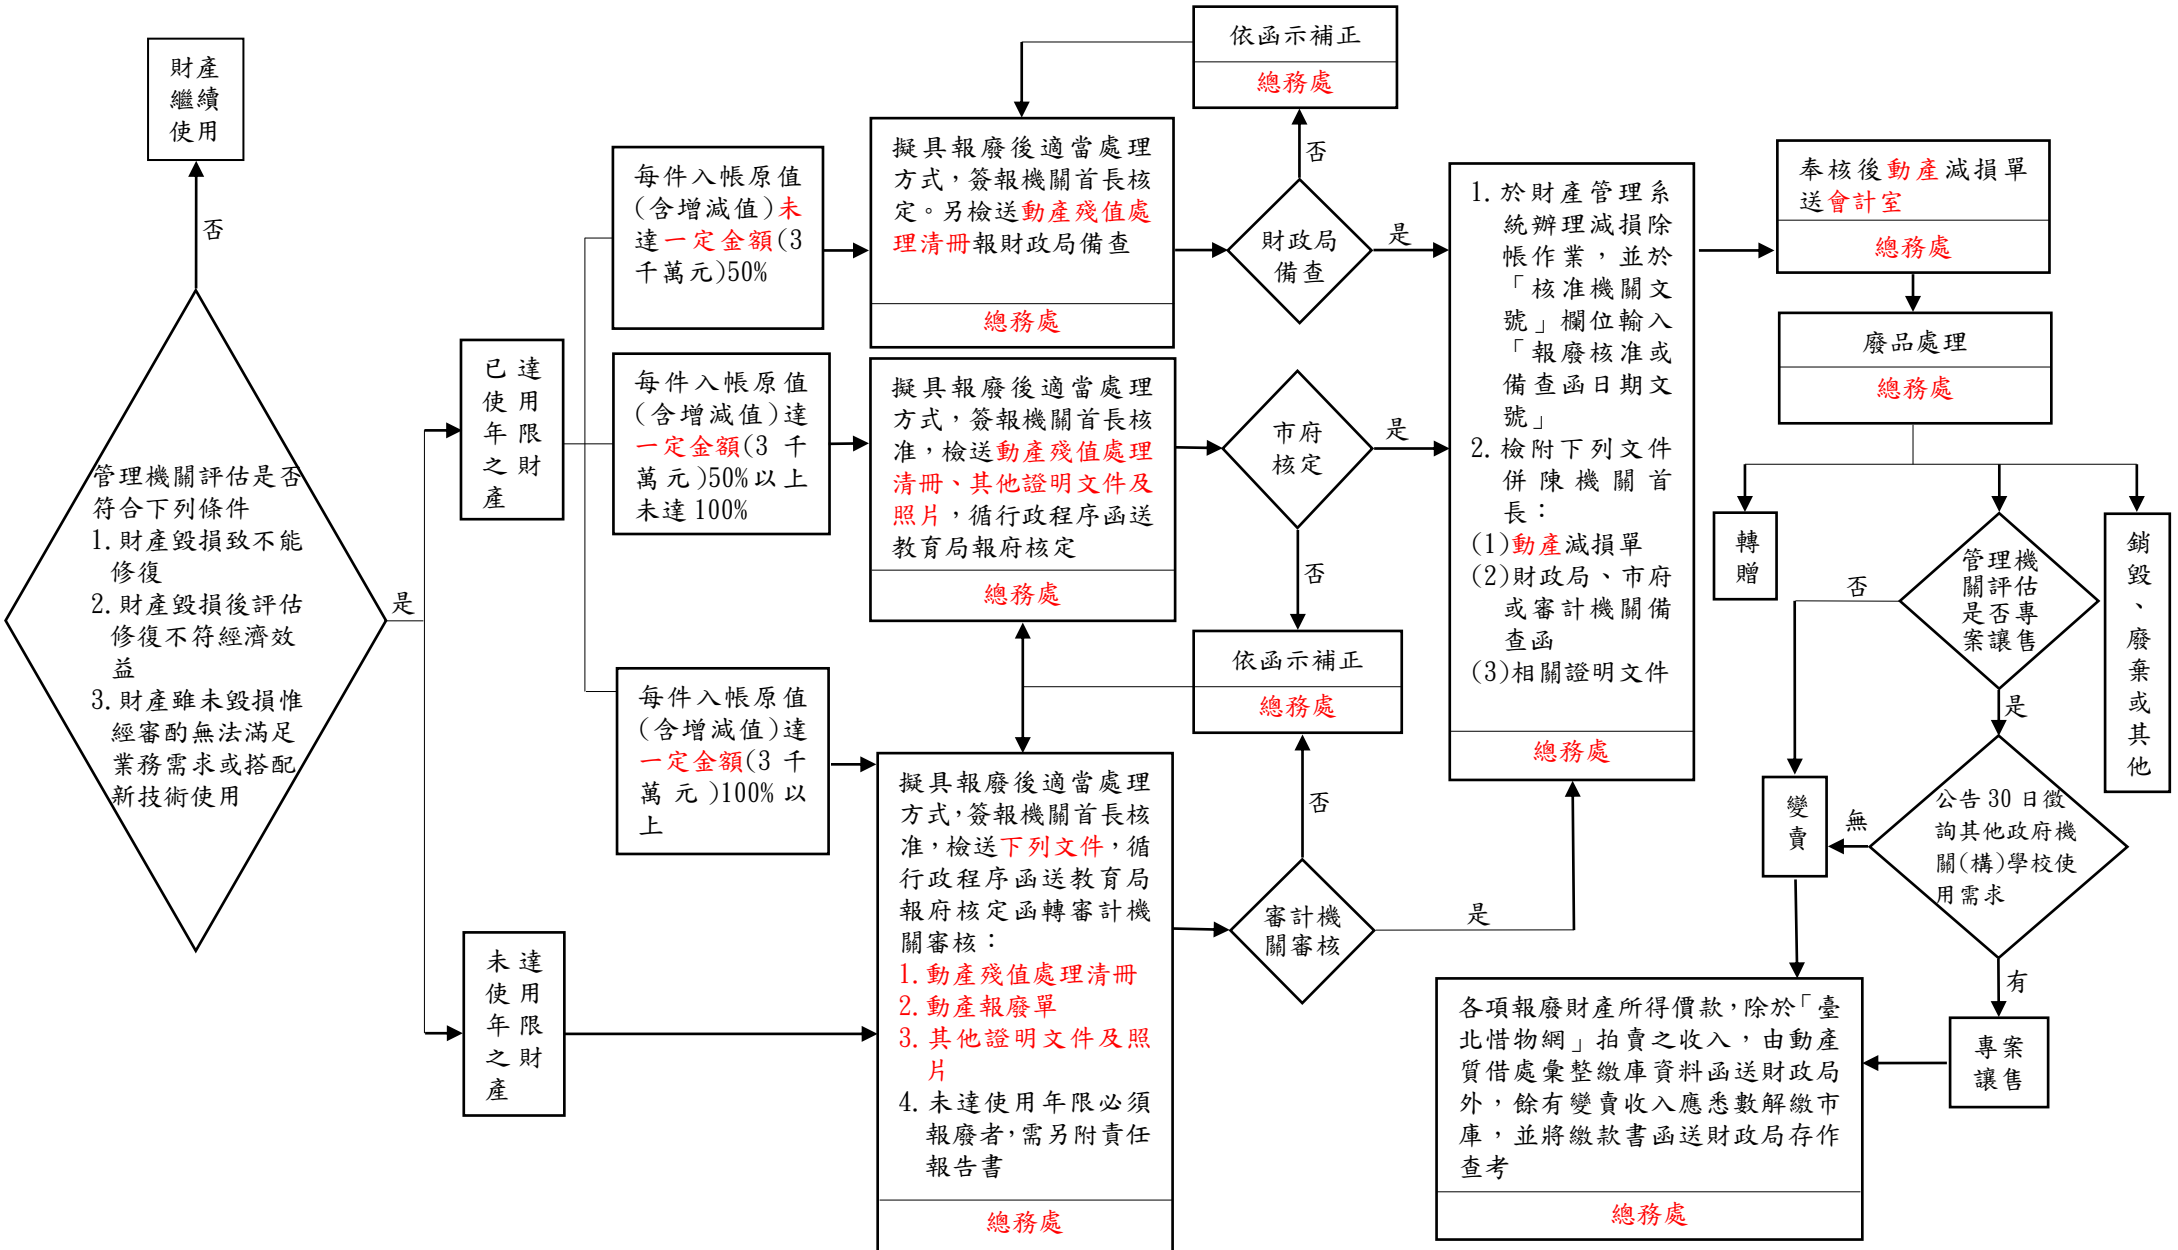 財產
繼續
使用
否
管理機關評估是否
符合下列條件
1.財產毀損致不能
修復
2.財產毀損後評估
修復不符經濟效
益
3.財產雖未毀損惟
經審酌無法滿足
業務需求或搭配
新技術使用
是
已達
使用
年限
之財
產
未達
使用
年限
之財
產
每件入帳原值
(含增減值)未
達一定金額(3
千萬元)50%
每件入帳原值
(含增減值)達
一定金額(3 千
萬元)50%以上
未達 100%
每件入帳原值
(含增減值)達
一定金額(3 千
萬元)100%以
上
擬具報廢後適當處理
方式，簽報機關首長核
定。另檢送動產殘值處
理清冊報財政局備查
總務處
擬具報廢後適當處理
方式，簽報機關首長核
准，檢送動產殘值處理
清冊、其他證明文件及
照片，循行政程序函送
教育局報府核定
總務處
擬具報廢後適當處理
方式，簽報機關首長核
准，檢送下列文件，循
行政程序函送教育局
報府核定函轉審計機
關審核：
1.動產殘值處理清冊
2.動產報廢單
3.其他證明文件及照
片
4.未達使用年限必須
報廢者，需另附責任
報告書
總務處
依函示補正
總務處
否
財政局
備查
是
市府
核定
是
否
依函示補正
總務處
否
審計機
關審核
是
1.於財產管理系
統辦理減損除
帳作業，並於
「核准機關文
號」欄位輸入
「報廢核准或
備查函日期文
號」
2.檢附下列文件
併陳機關首
長：
(1)動產減損單
(2)財政局、市府
或審計機關備
查函
(3)相關證明文件
總務處
奉核後動產減損單
送會計室
總務處
廢品處理
總務處
轉
贈
管理機
關評估
是否專
案讓售
否
是
銷
毀
、
廢
棄
或
其
他
變
賣
無
公告 30 日徵
詢其他政府機
關(構)學校使
用需求
有
專案
讓售
各項報廢財產所得價款，除於「臺
北惜物網」拍賣之收入，由動產
質借處彙整繳庫資料函送財政局
外，餘有變賣收入應悉數解繳市
庫，並將繳款書函送財政局存作
查考
總務處